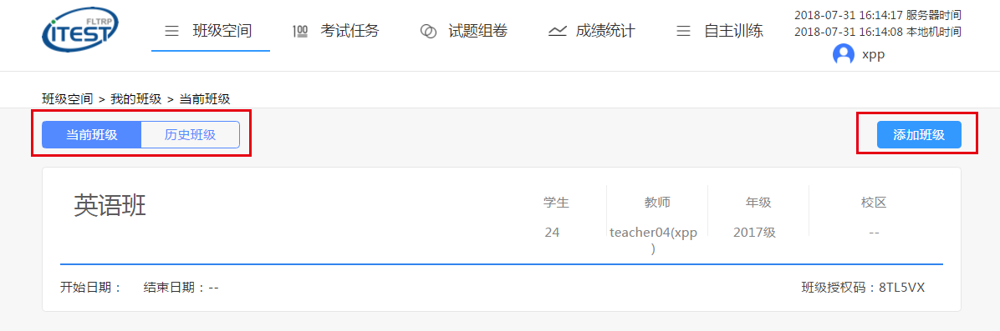 FLTRP
iTEST
班级空间
考试任务
试题组卷
成绩统计
自主训练
2018-07-31 16:14:17 服务器时间
2018-07-31 16:14:08 本地机时间
xpp
班级空间 > 我的班级 > 当前班级
当前班级
历史班级
添加班级
英语班
学生
教师
年级
校区
24
teacher04(xpp
)
2017级
--
开始日期：
结束日期：--
班级授权码：8TL5VX